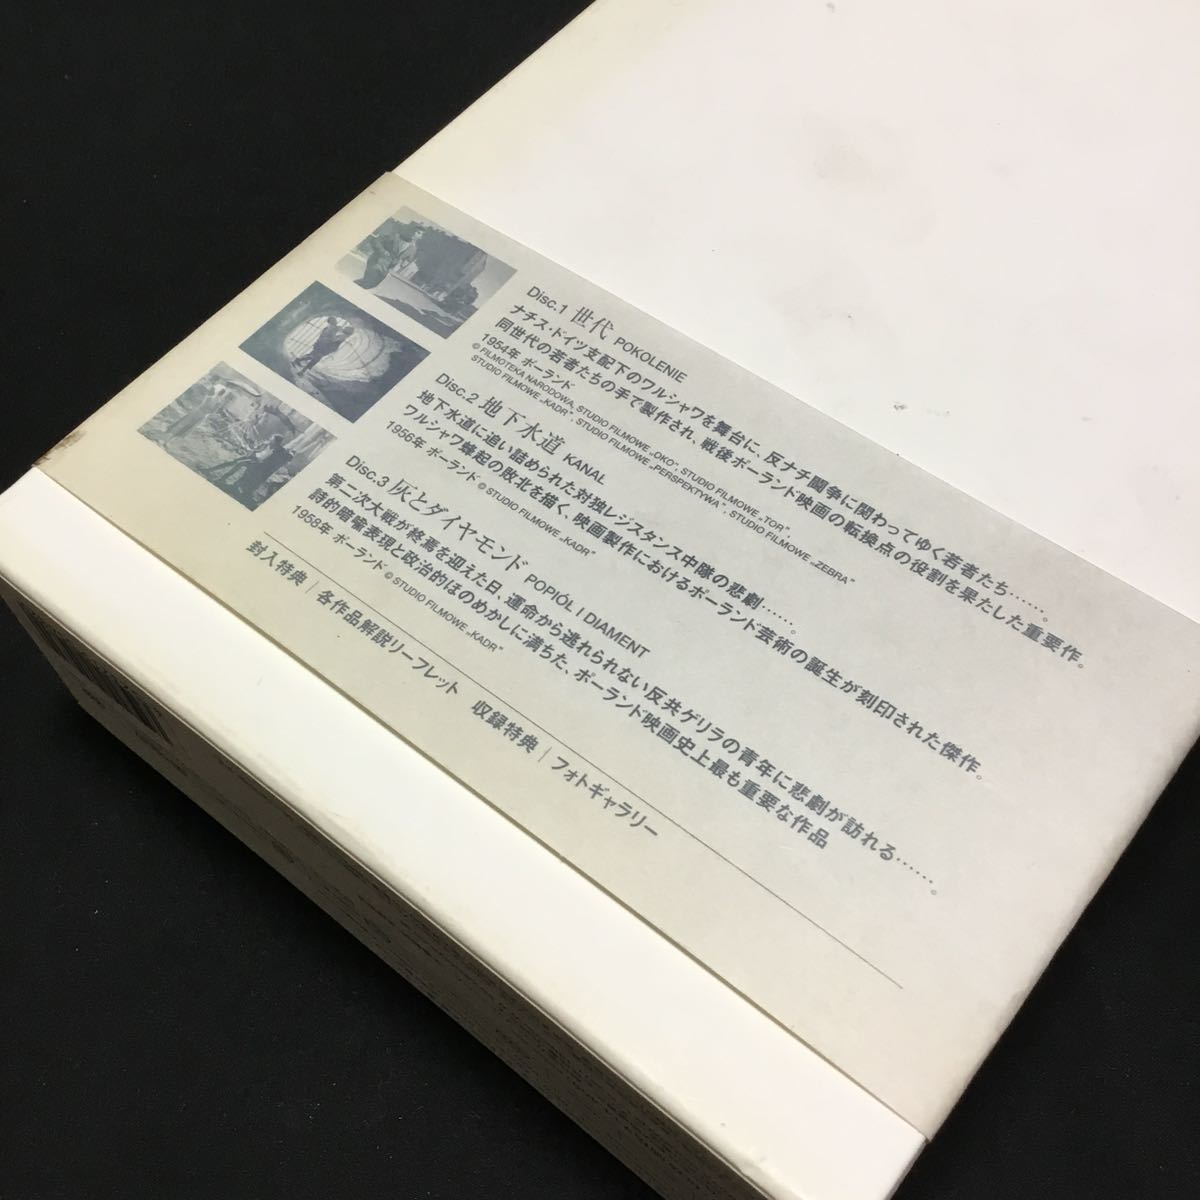 Disc.1 世代 POKOLENIE
ナチス・ドイツ支配下のワルシャワを舞台に、反ナチ闘争に関わってゆく若者たち……。
同世代の若者たちの手で製作され、戦後ポーランド映画の転換点の役割を果たした重要作。
1954年 ポーランド
© FILMOTEKA NARODOWA, STUDIO FILMOWE „OKO", STUDIO FILMOWE „TOR",
STUDIO FILMOWE „KADR", STUDIO FILMOWE „PERSPEKTYWA", STUDIO FILMOWE „ZEBRA"
Disc.2 地下水道 KANAL
地下水道に追い詰められた対独レジスタンス中隊の悲劇……。
ワルシャワ蜂起の敗北を描く、映画製作におけるポーランド芸術の誕生が刻印された傑作。
1956年 ポーランド © STUDIO FILMOWE „KADR"
Disc.3 灰とダイヤモンド POPIÓL I DIAMENT
第二次大戦が終焉を迎えた日、運命から逃れられない反共ゲリラの青年に悲劇が訪れる……。
詩的暗喩表現と政治的ほのめかしに満ちた、ポーランド映画史上最も重要な作品
1958年 ポーランド © STUDIO FILMOWE „KADR"
封入特典 | 各作品解説リーフレット 収録特典 | フォトギャラリー